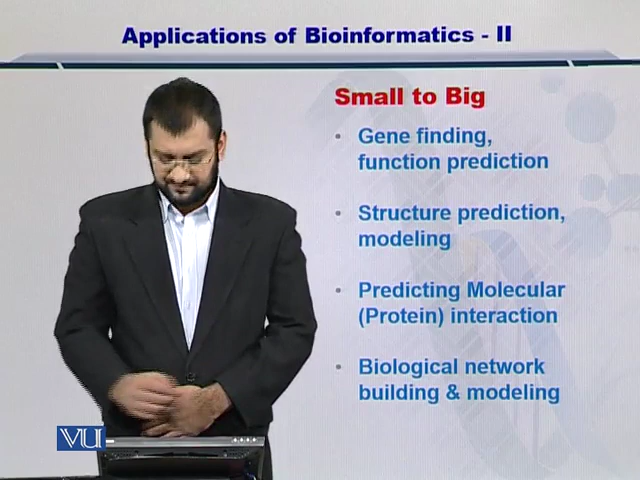 Applications of Bioinformatics - II
Small to Big
• Gene finding,
function prediction
• Structure prediction,
modeling
• Predicting Molecular
(Protein) interaction
• Biological network
building & modeling
VU